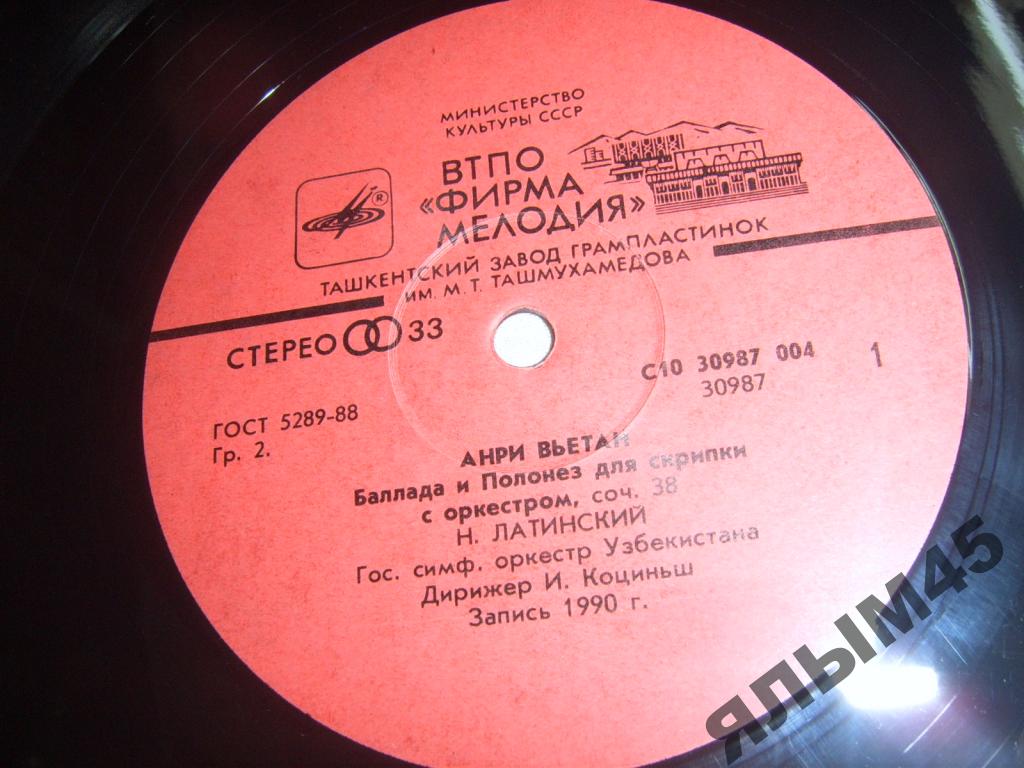 МИНИСТЕРСТВО
КУЛЬТУРЫ СССР
ВТПО
«ФИРМА
МЕЛОДИЯ»
®
ТАШКЕНТСКИЙ ЗАВОД ГРАМПЛАСТИНОК
ИМ. М. Т. ТАШМУХАМЕДОВА
СТЕРЕО 33
С10 30987 004
30987
1
ГОСТ 5289-88
Гр. 2.
АНРИ ВЬЕТАН
Баллада и Полонез для скрипки
с оркестром, соч. 38
Н. ЛАТИНСКИЙ
Гос. симф. оркестр Узбекистана
Дирижер И. Коциньш
Запись 1990 г.
ЯЛЫМ45